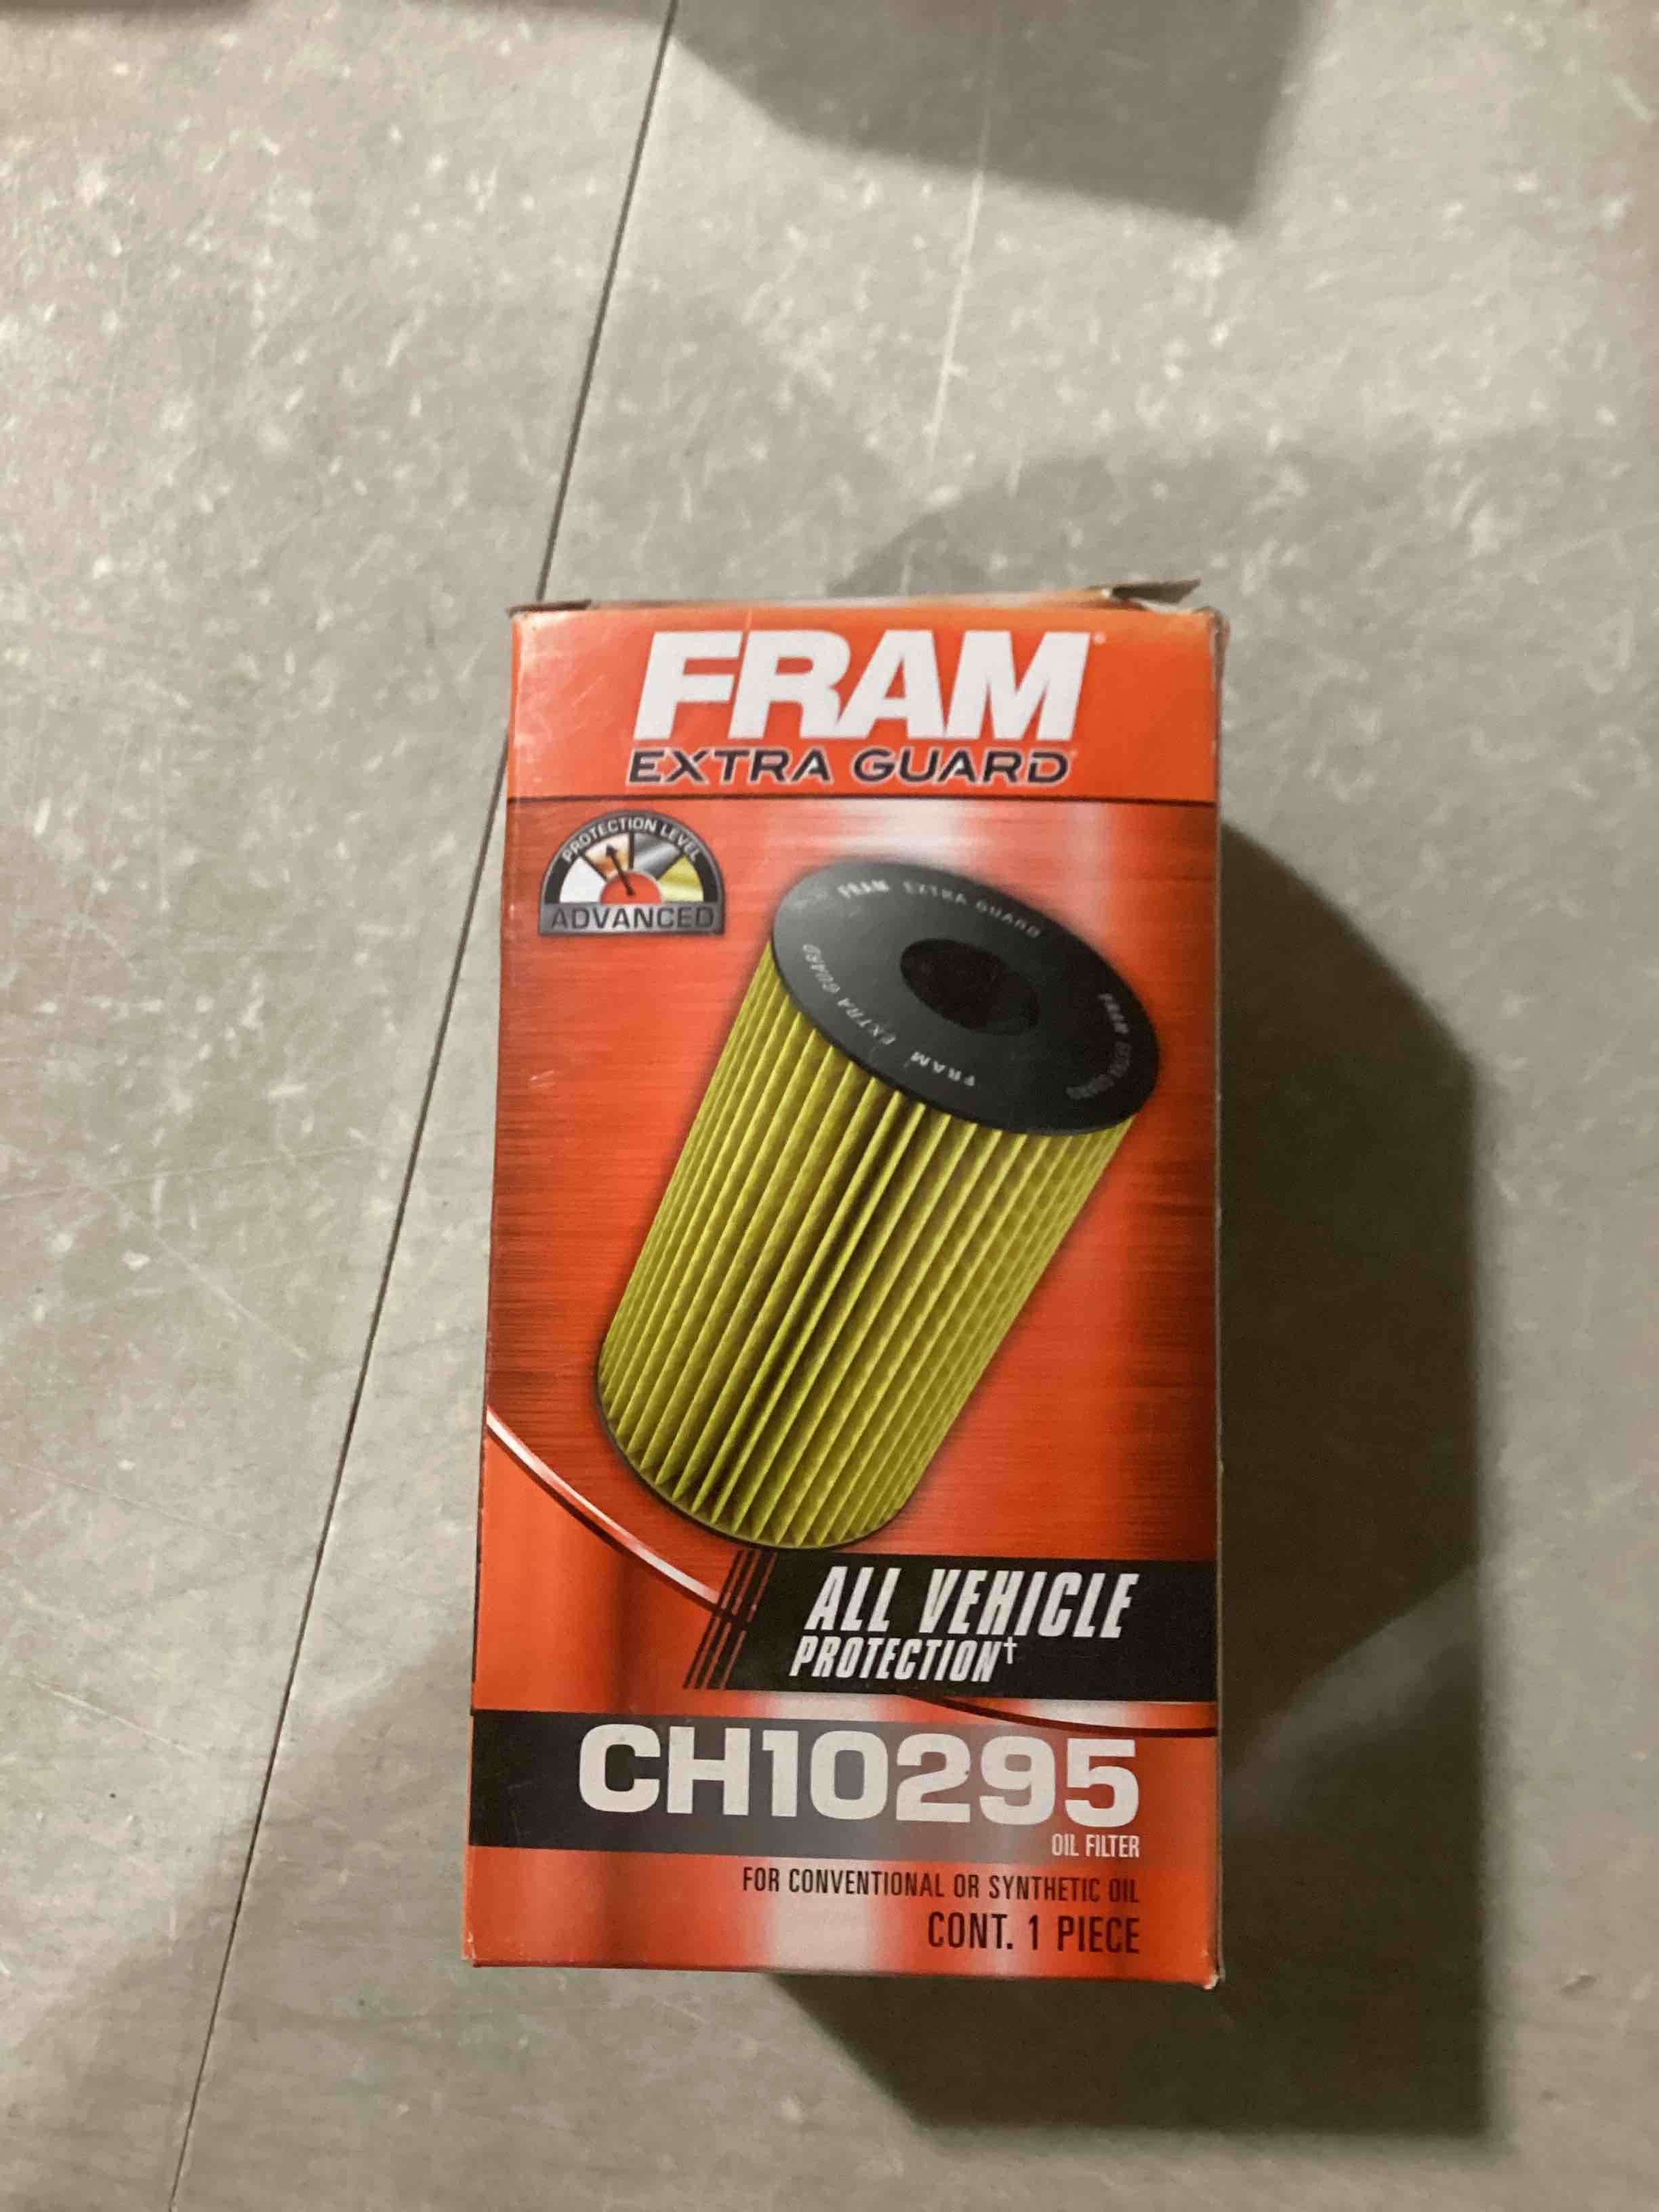 FRAM®
EXTRA GUARD
PROTECTION LEVEL
ADVANCED
FRAM EXTRA GUARD
FRAM EXTRA GUARD
FRAM EXTRA GUARD
ALL VEHICLE
PROTECTION†
CH10295
OIL FILTER
FOR CONVENTIONAL OR SYNTHETIC OIL
CONT. 1 PIECE